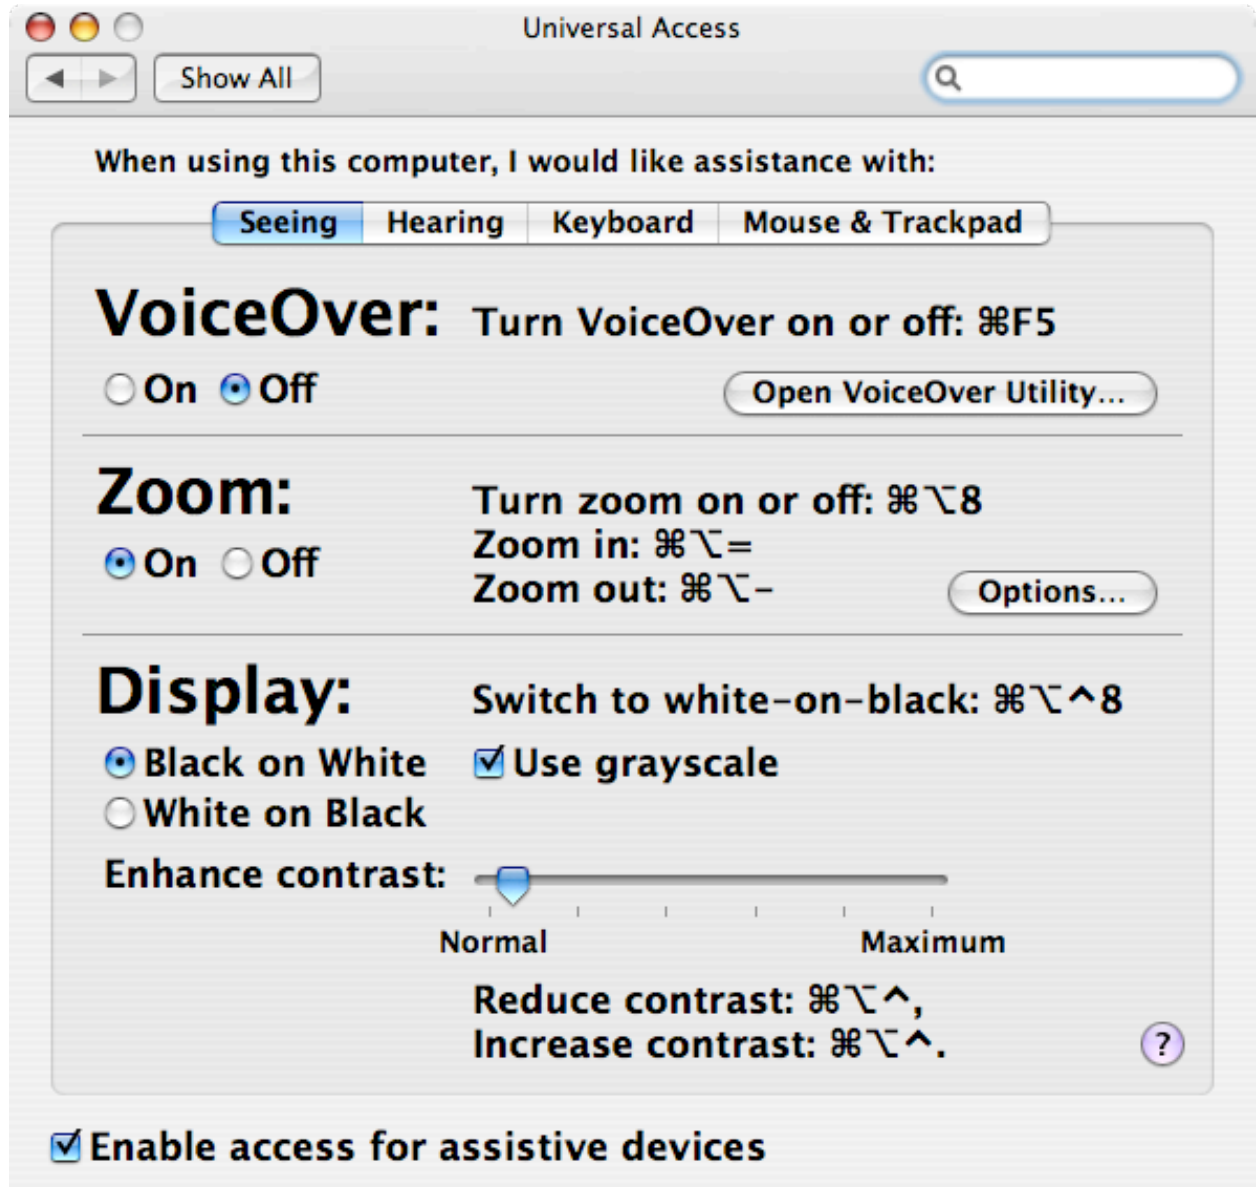 Universal Access
Show All
When using this computer, I would like assistance with:
Seeing Hearing Keyboard Mouse & Trackpad
VoiceOver: Turn VoiceOver on or off: ⌘F5
On Off Open VoiceOver Utility...
Zoom: Turn zoom on or off: ⌘⌥8
On Off Zoom in: ⌘⌥=
Zoom out: ⌘⌥-
Options...
Display: Switch to white-on-black: ⌘⌥^8
Black on White Use grayscale
White on Black
Enhance contrast:
Normal Maximum
Reduce contrast: ⌘⌥^,
Increase contrast: ⌘⌥^.
?
Enable access for assistive devices